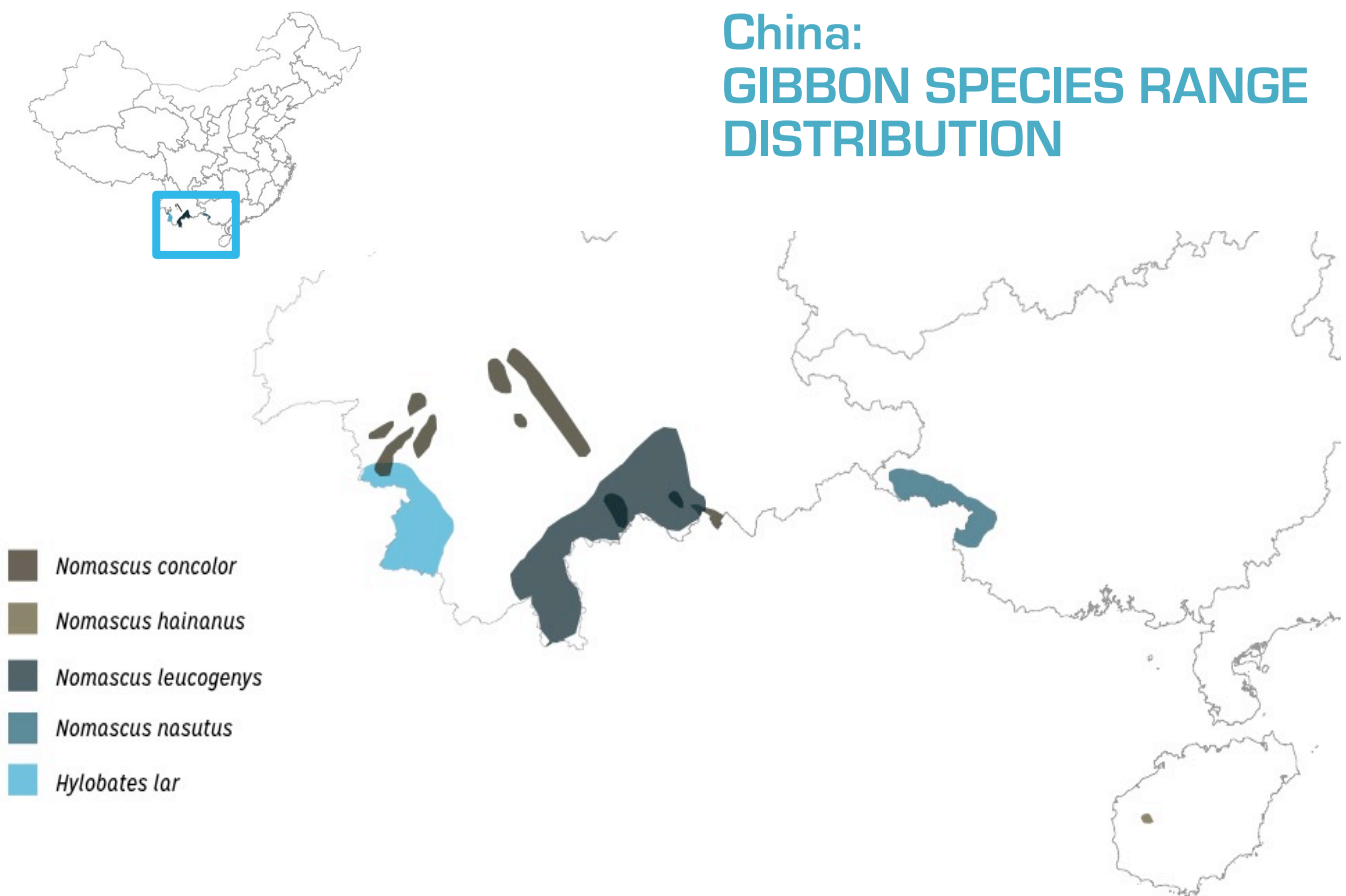 China:
GIBBON SPECIES RANGE
DISTRIBUTION
Nomascus concolor
Nomascus hainanus
Nomascus leucogenys
Nomascus nasutus
Hylobates lar